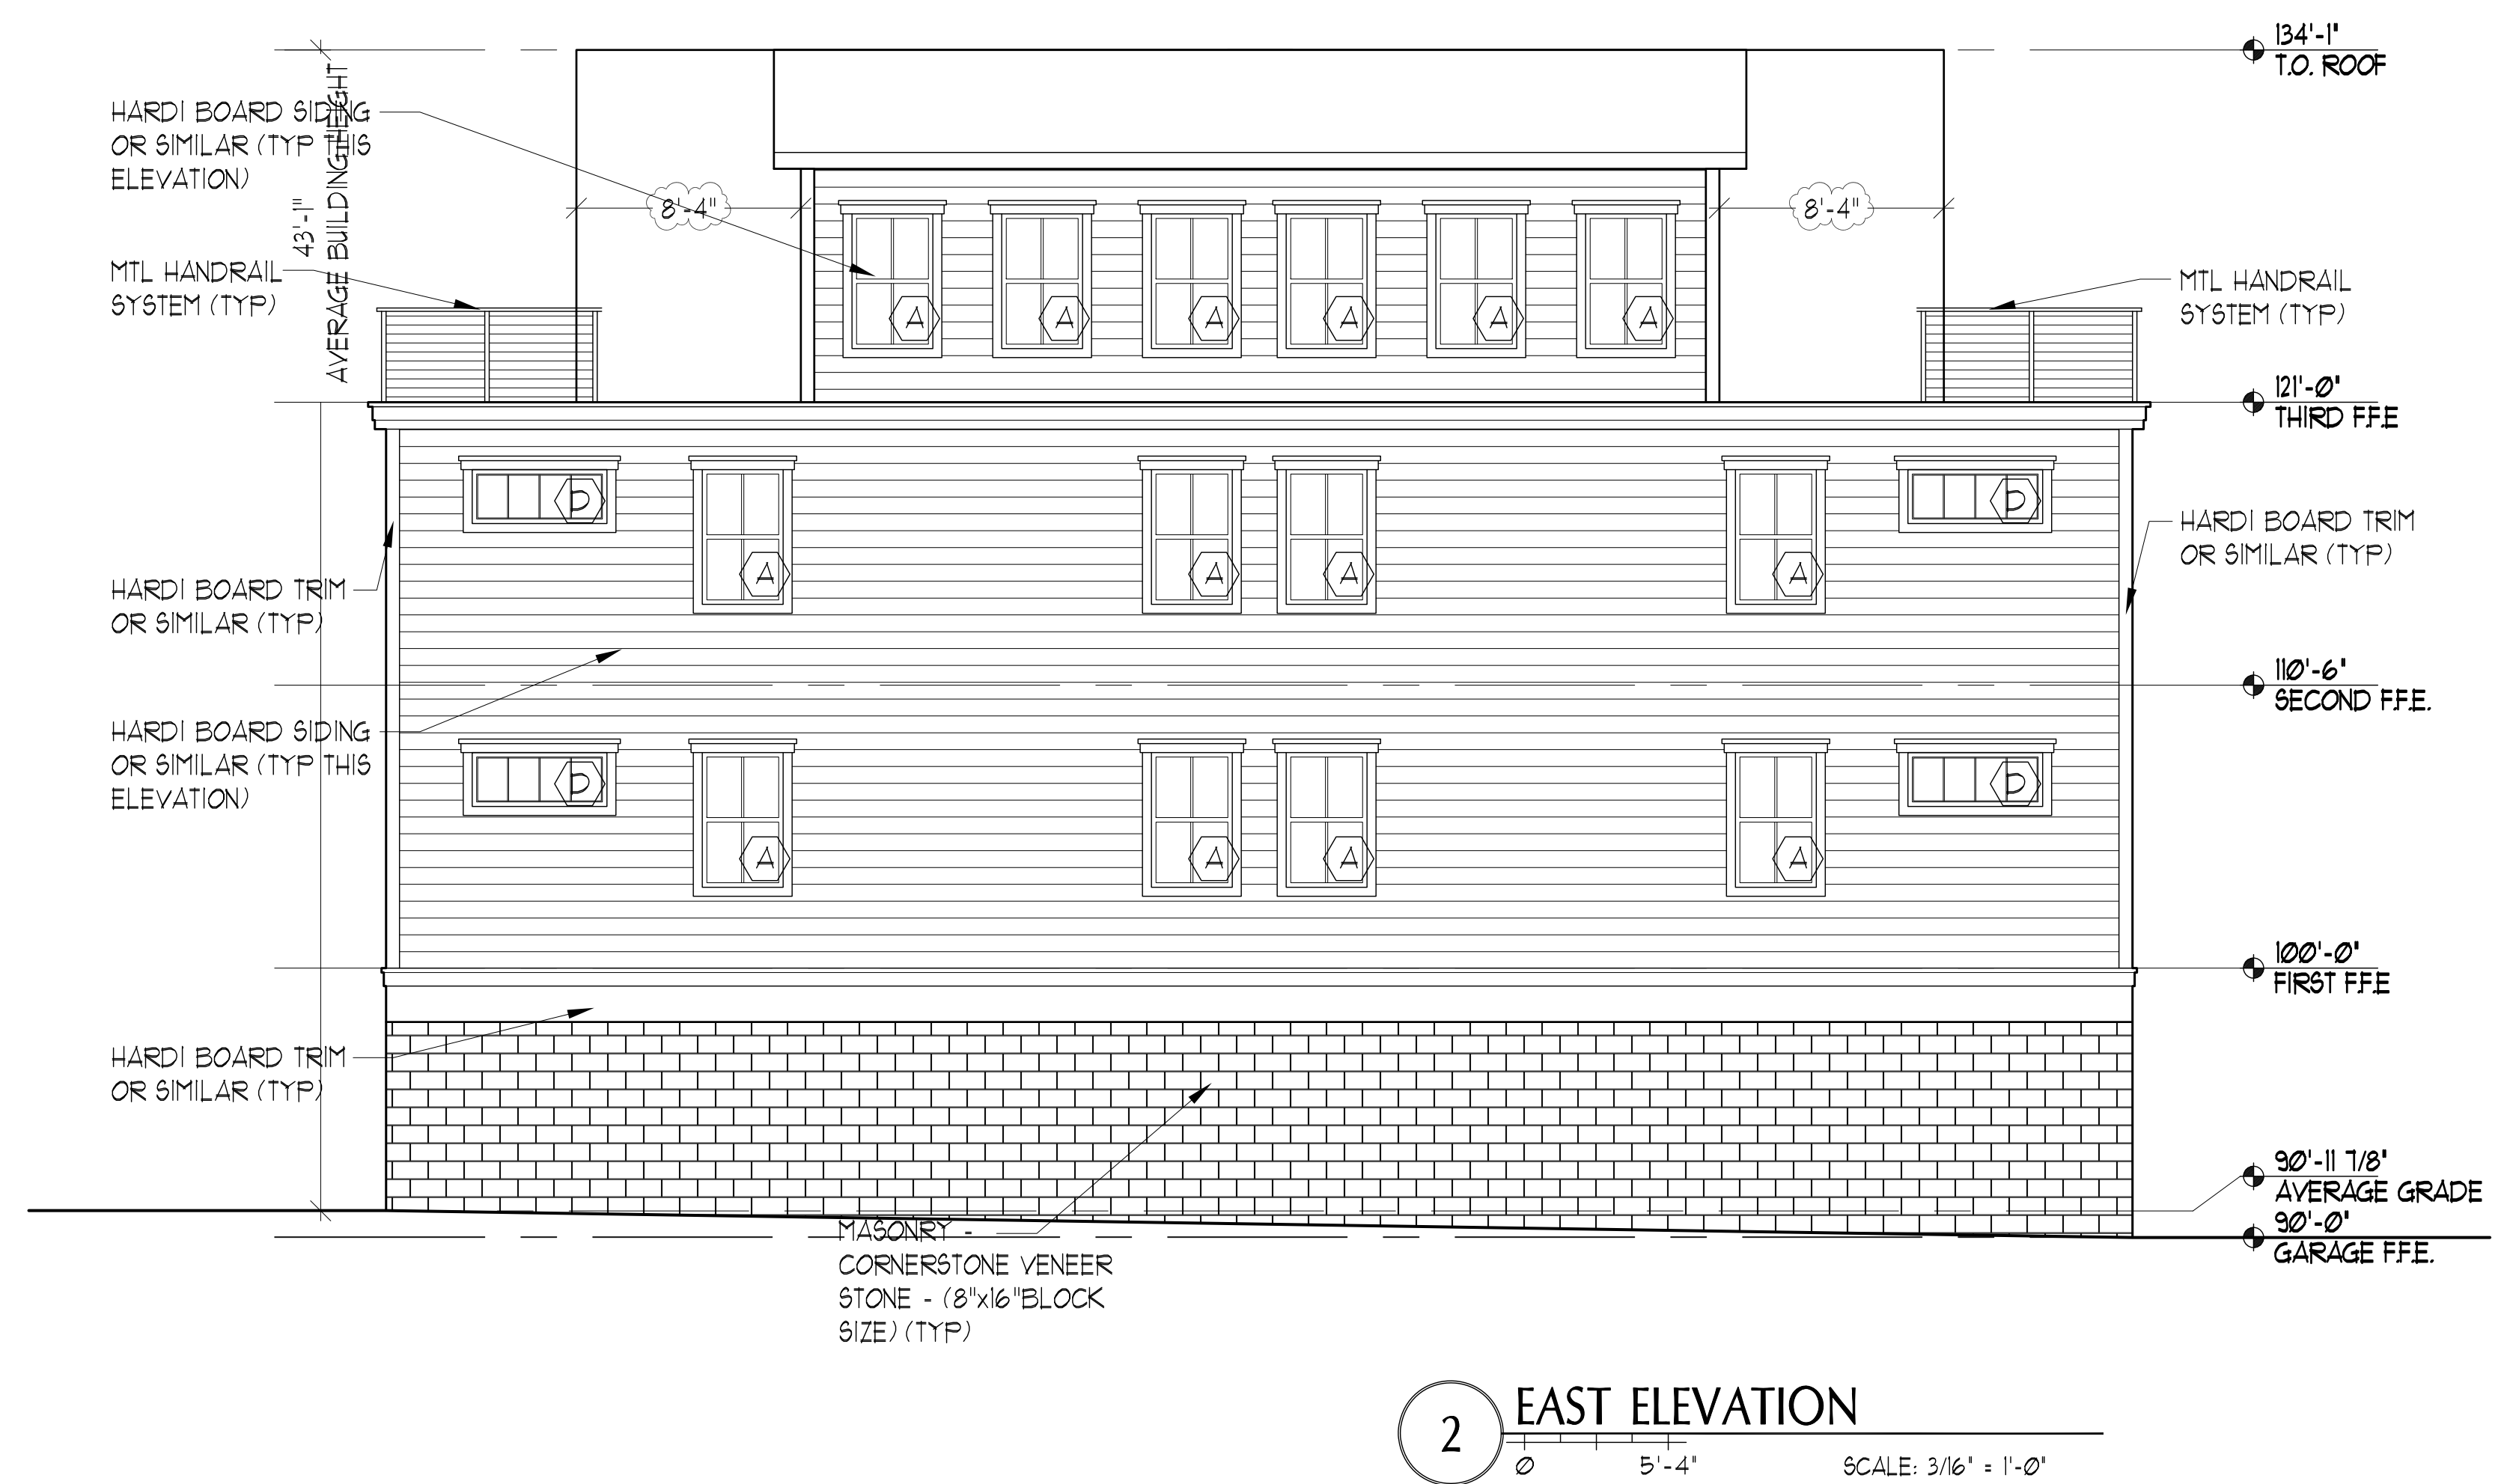 134'-1"
T.O. ROOF
HARDI BOARD SIDING
OR SIMILAR (TYP THIS
ELEVATION)
43'-1"
AVERAGE BUILDING HEIGHT
8'-4"
8'-4"
MTL HANDRAIL
SYSTEM (TYP)
MTL HANDRAIL
SYSTEM (TYP)
A
A
A
A
A
A
121'-0"
THIRD F.F.E
D
D
HARDI BOARD TRIM
OR SIMILAR (TYP)
A
A
A
A
HARDI BOARD TRIM
OR SIMILAR (TYP)
110'-6"
SECOND F.F.E.
HARDI BOARD SIDING
OR SIMILAR (TYP THIS
ELEVATION)
D
D
A
A
A
A
100'-0"
FIRST F.F.E
HARDI BOARD TRIM
OR SIMILAR (TYP)
90'-11 7/8"
AVERAGE GRADE
90'-0"
GARAGE F.F.E.
MASONRY -
CORNERSTONE VENEER
STONE - (8"x16"BLOCK
SIZE) (TYP)
2
EAST ELEVATION
0
5'-4"
SCALE: 3/16" = 1'-0"